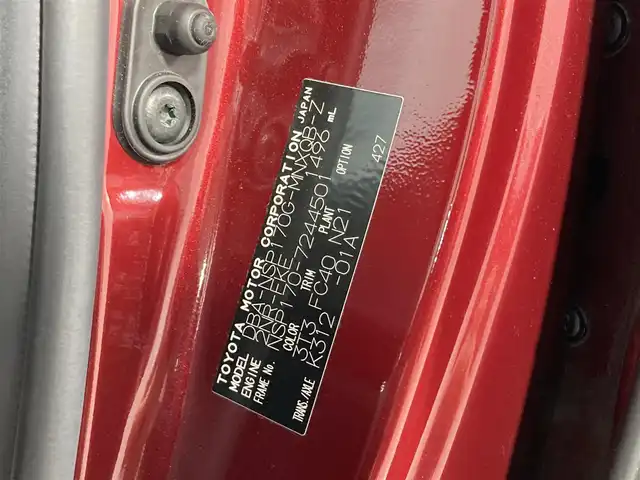 TOYOTA MOTOR CORPORATION JAPAN
MODEL DBA-NSP170G-MNXQB-Z
ENGINE 2NR-FKE 1496 mL
FRAME No. NSP170-7244501
COLOR TRIM PLANT OPTION
3T3 FC40 N21 427
TRANS./AXLE K312 -01A